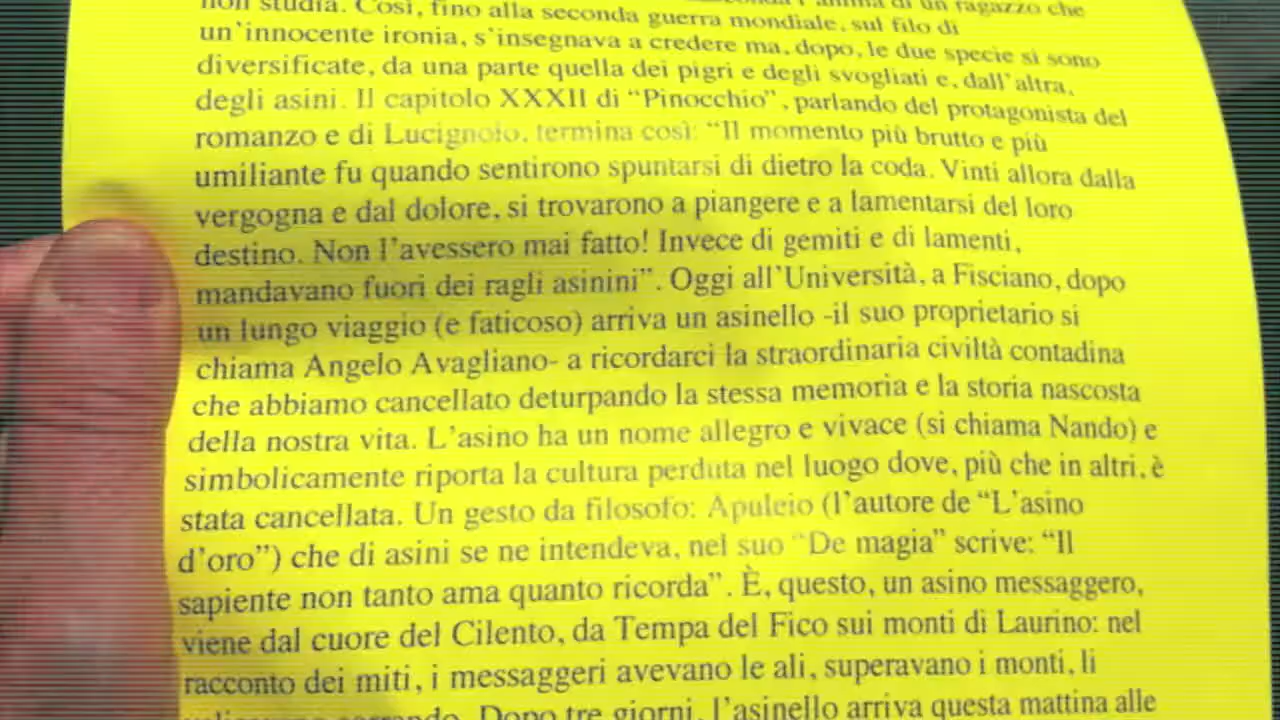 non studia. Così, fino alla seconda guerra mondiale, sul filo di un ragazzo che
un'innocente ironia, s'insegnava a credere ma, dopo, le due specie si sono
diversificate, da una parte quella dei pigri e degli svogliati e, dall'altra,
degli asini. Il capitolo XXXII di “Pinocchio”, parlando del protagonista del
romanzo e di Lucignolo, termina così: “Il momento più brutto e più
umiliante fu quando sentirono spuntarsi di dietro la coda. Vinti allora dalla
vergogna e dal dolore, si trovarono a piangere e a lamentarsi del loro
destino. Non l'avessero mai fatto! Invece di gemiti e di lamenti,
mandavano fuori dei ragli asinini”. Oggi all'Università, a Fisciano, dopo
un lungo viaggio (e faticoso) arriva un asinello -il suo proprietario si
chiama Angelo Avagliano- a ricordarci la straordinaria civiltà contadina
che abbiamo cancellato deturpando la stessa memoria e la storia nascosta
della nostra vita. L'asino ha un nome allegro e vivace (si chiama Nando) e
simbolicamente riporta la cultura perduta nel luogo dove, più che in altri, è
stata cancellata. Un gesto da filosofo: Apuleio (l'autore de “L'asino
d'oro”) che di asini se ne intendeva, nel suo “De magia” scrive: “Il
sapiente non tanto ama quanto ricorda”. È, questo, un asino messaggero,
viene dal cuore del Cilento, da Tempa del Fico sui monti di Laurino: nel
racconto dei miti, i messaggeri avevano le ali, superavano i monti, li
Dopo tre giorni, l'asinello arriva questa mattina alle